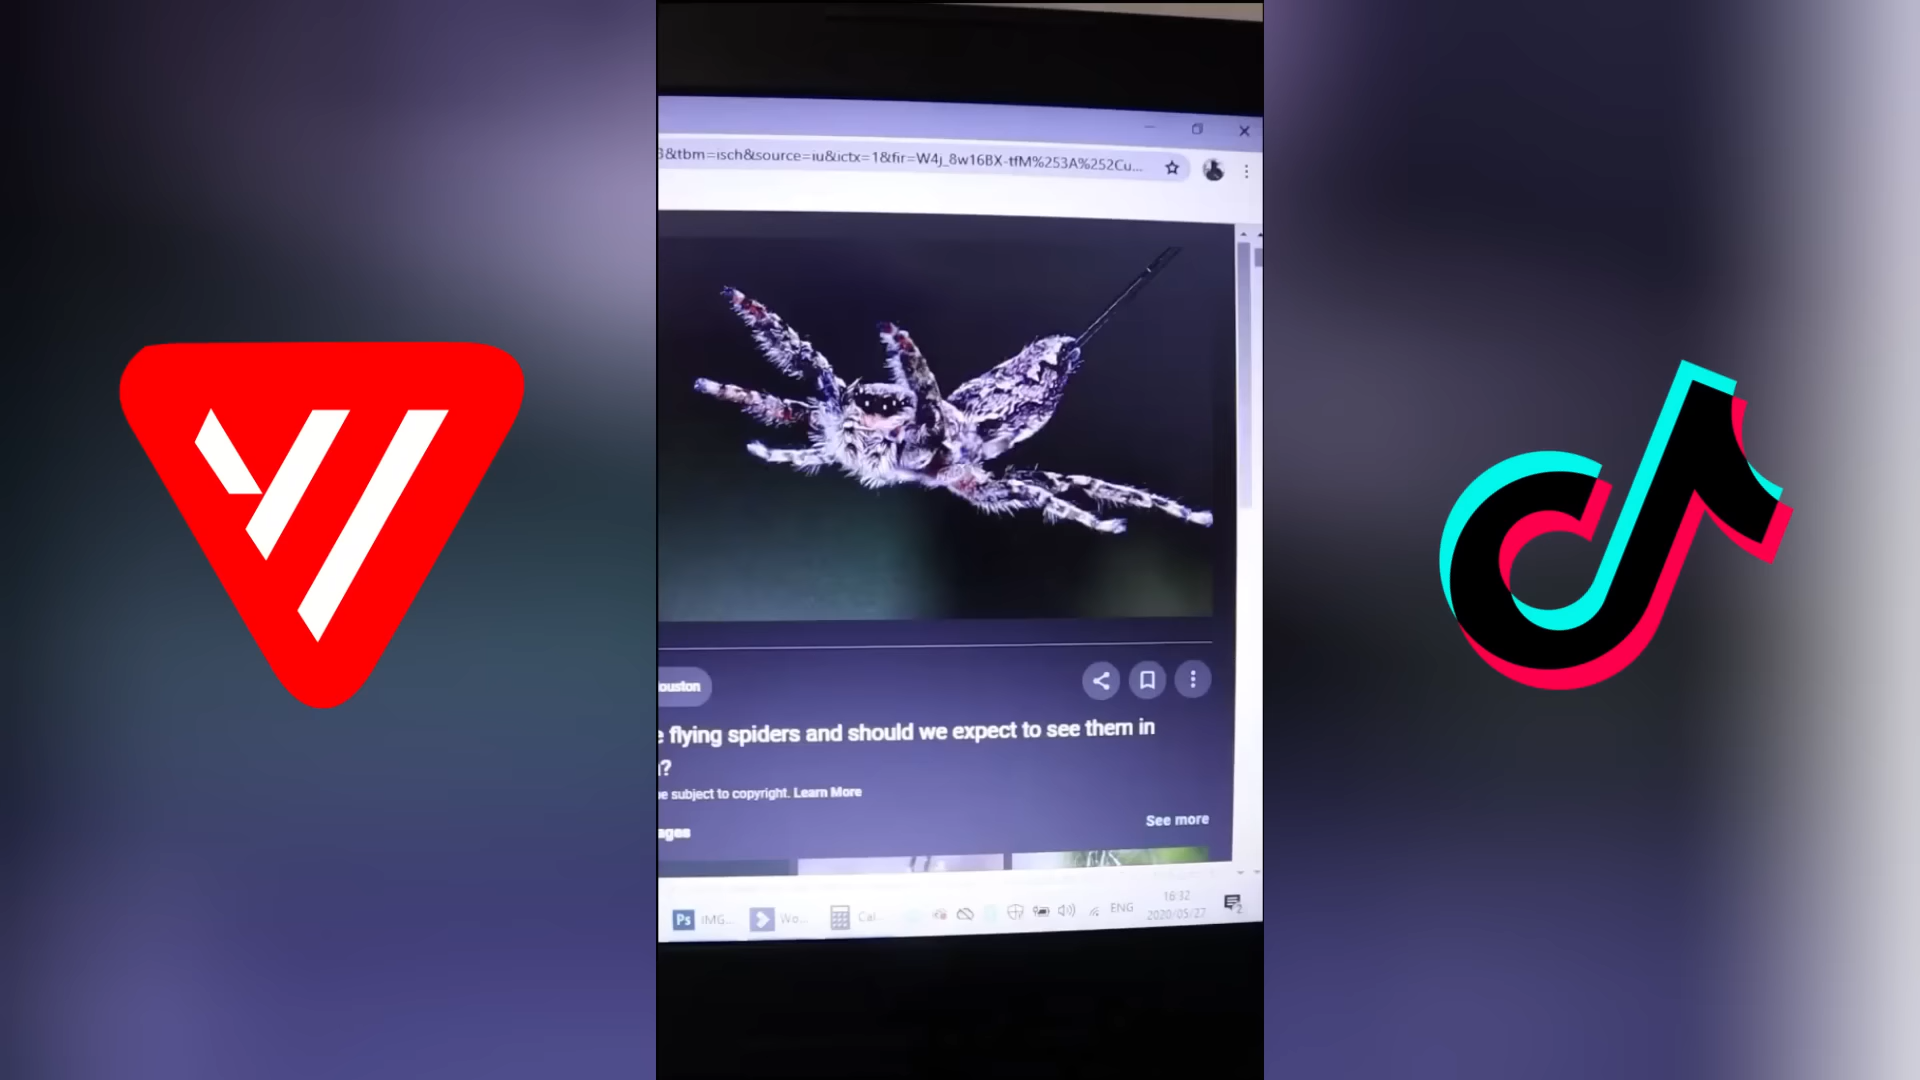 3&tbm=isch&source=iu&ictx=1&fir=W4j_8w16BX-tfM%253A%252Cu...
ouston
e flying spiders and should we expect to see them in
n?
be subject to copyright. Learn More
ages
See more
Ps IMG...
Wo...
Cal...
ENG
16:32
2020/05/27
2